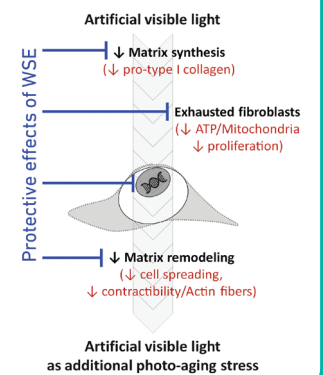 Artificial visible light
Protective effects of WSE
↓ Matrix synthesis
(↓ pro-type I collagen)
Exhausted fibroblasts
(↓ ATP/Mitochondria
↓ proliferation)
↓ Matrix remodeling
(↓ cell spreading,
↓ contractibility/Actin fibers)
Artificial visible light
as additional photo-aging stress